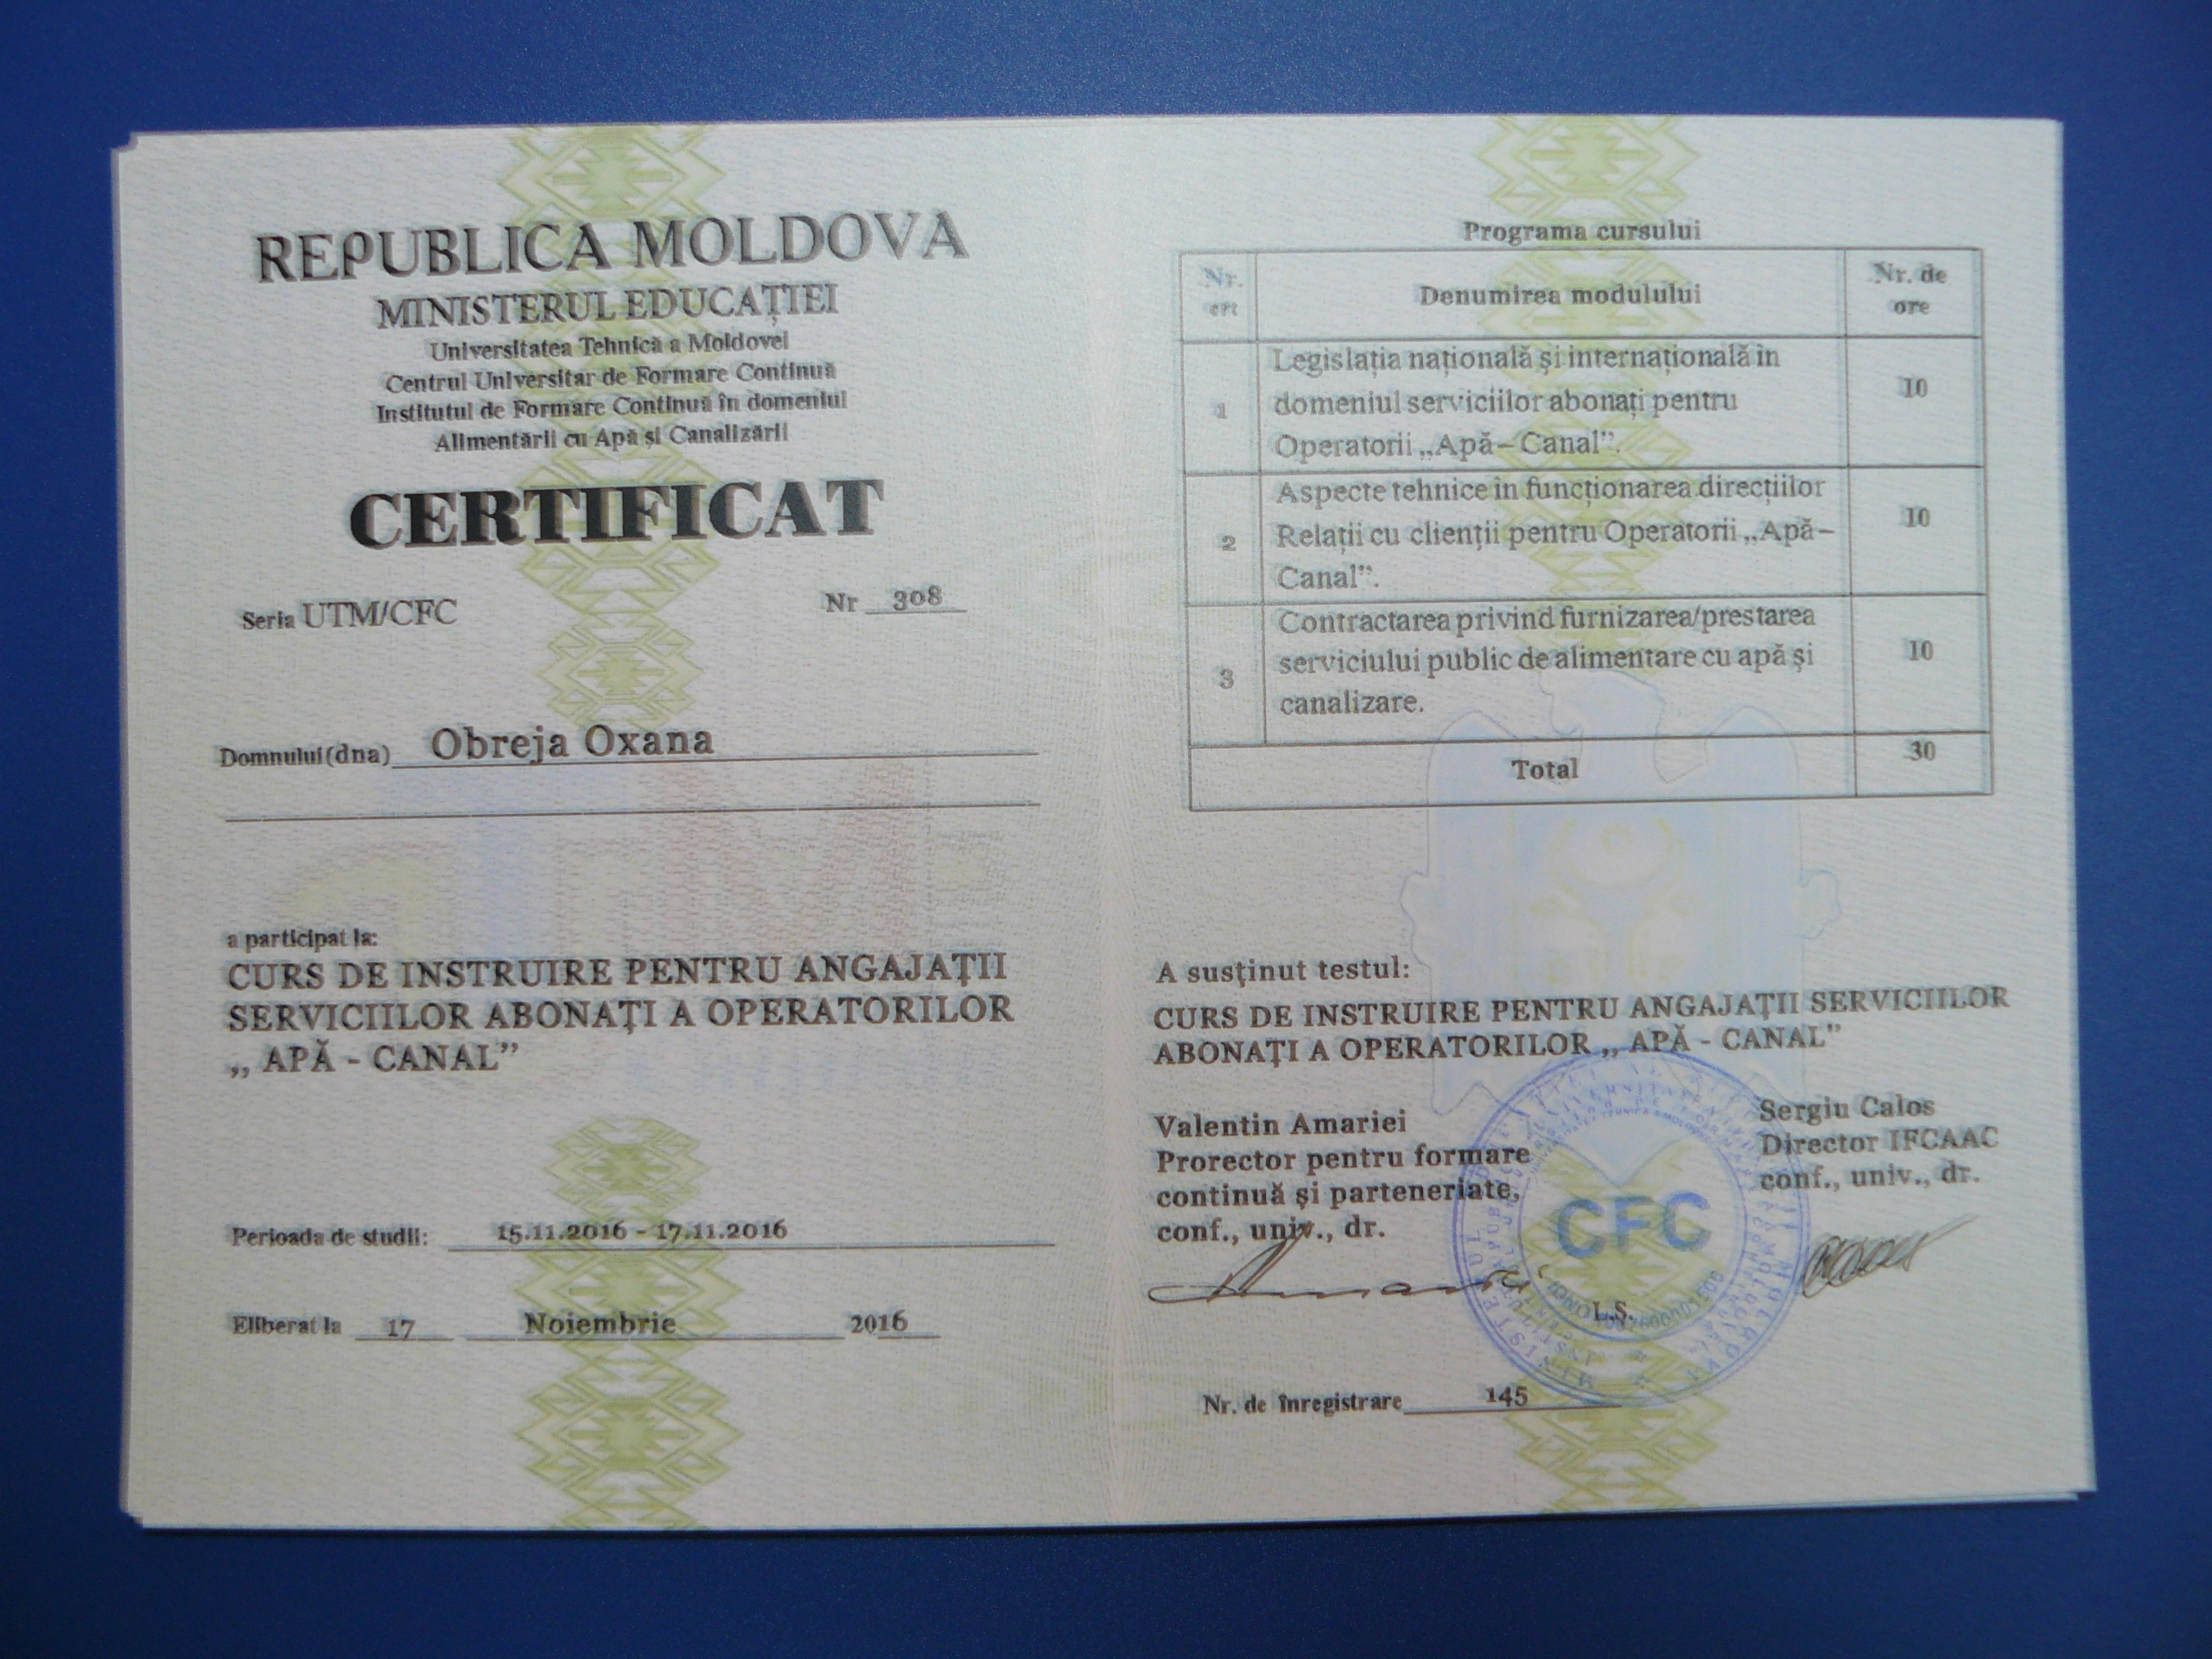 REPUBLICA MOLDOVA
MINISTERUL EDUCAȚIEI
Universitatea Tehnică a Moldovei
Centrul Universitar de Formare Continuă
Institutul de Formare Continuă în domeniul
Alimentării cu Apă și Canalizării
CERTIFICAT
Seria UTM/CFC Nr 308
Domnului(dna) Obreja Oxana
a participat la:
CURS DE INSTRUIRE PENTRU ANGAJAȚII
SERVICIILOR ABONAȚI A OPERATORILOR
„ APĂ - CANAL”
Perioada de studii: 15.11.2016 - 17.11.2016
Eliberat la 17 Noiembrie 2016
Programa cursului
Nr. crt Denumirea modulului Nr. de ore
1 Legislația națională și internațională în
domeniul serviciilor abonați pentru
Operatorii „Apă – Canal”. 10
2 Aspecte tehnice în funcționarea direcțiilor
Relații cu clienții pentru Operatorii „Apă –
Canal”. 10
3 Contractarea privind furnizarea/prestarea
serviciului public de alimentare cu apă și
canalizare. 10
Total 30
A susținut testul:
CURS DE INSTRUIRE PENTRU ANGAJAȚII SERVICIILOR
ABONAȚI A OPERATORILOR „ APĂ - CANAL”
Valentin Amariei
Prorector pentru formare
continuă și parteneriate,
conf., univ., dr.
Sergiu Calos
Director IFCAAC
conf., univ., dr.
CFC
L.Ș.
Nr. de înregistrare 145